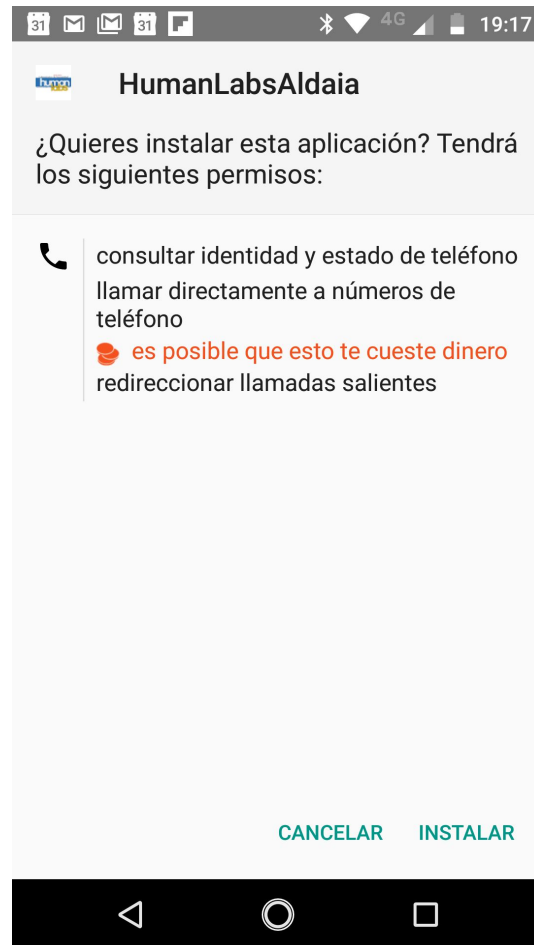 31
31
4G
19:17
human
HumanLabsAldaia
¿Quieres instalar esta aplicación? Tendrá
los siguientes permisos:
consultar identidad y estado de teléfono
llamar directamente a números de
teléfono
es posible que esto te cueste dinero
redireccionar llamadas salientes
CANCELAR
INSTALAR